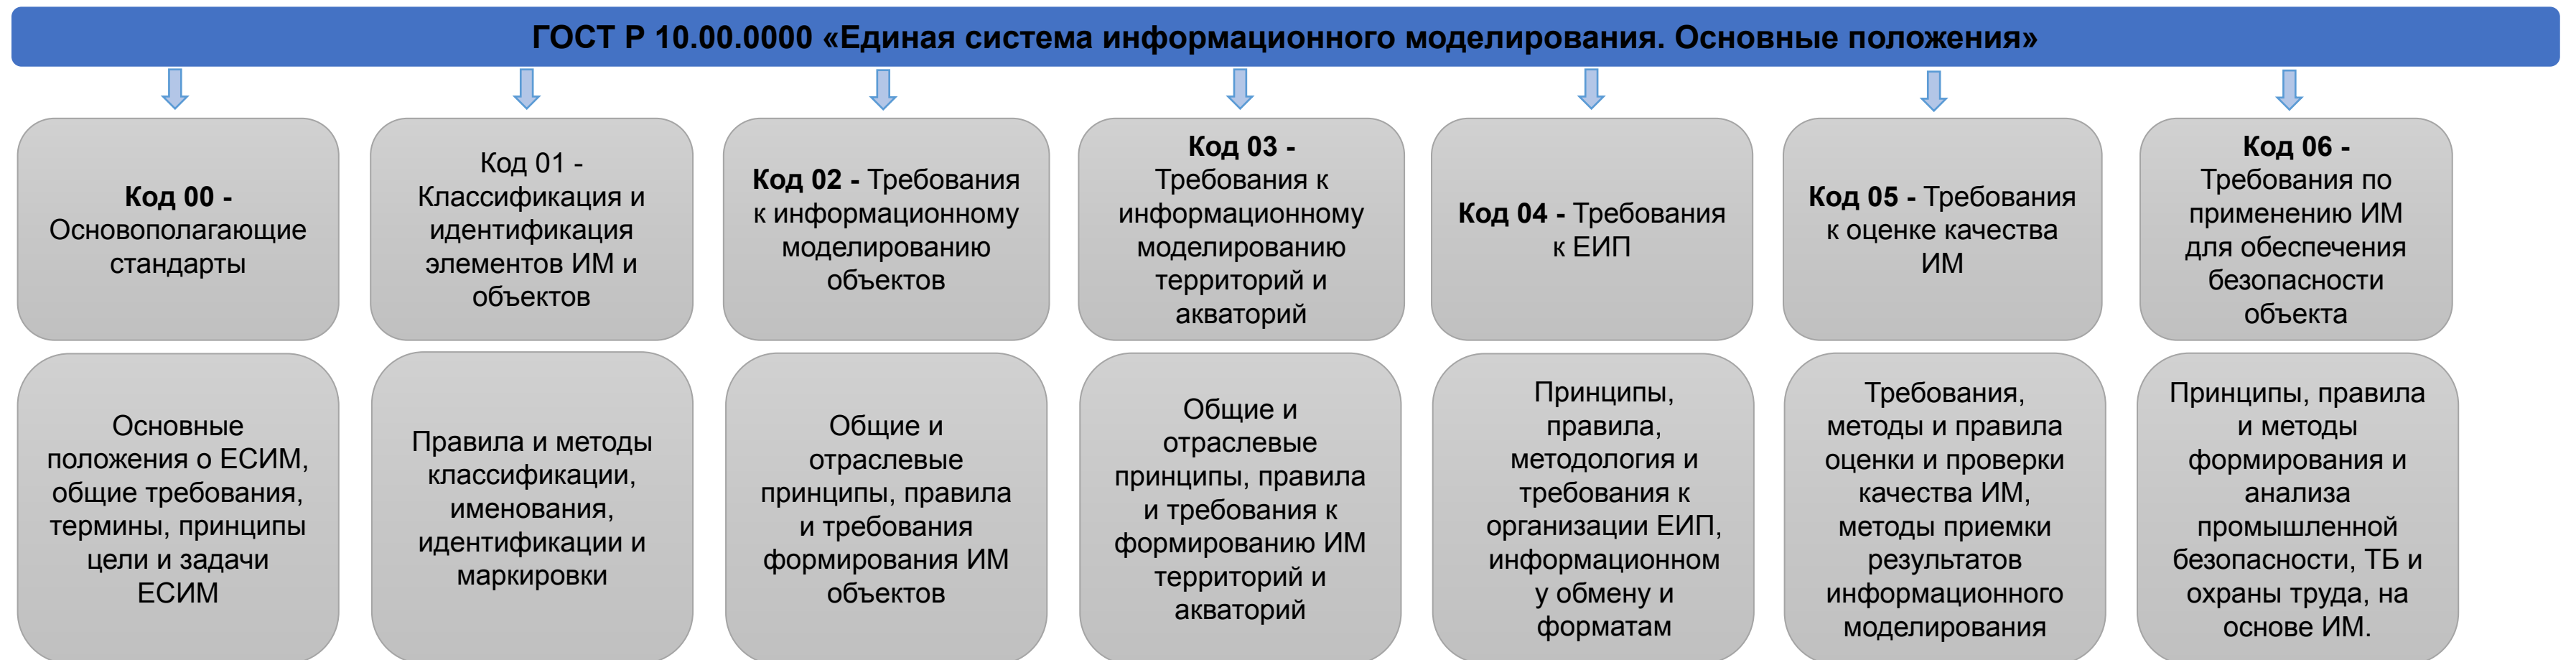 ГОСТ Р 10.00.0000 «Единая система информационного моделирования. Основные положения»
Код 00 -
Основополагающие
стандарты
Код 01 -
Классификация и
идентификация
элементов ИМ и
объектов
Код 02 - Требования
к информационному
моделированию
объектов
Код 03 -
Требования к
информационному
моделированию
территорий и
акваторий
Код 04 - Требования
к ЕИП
Код 05 - Требования
к оценке качества
ИМ
Код 06 -
Требования по
применению ИМ
для обеспечения
безопасности
объекта
Основные
положения о ЕСИМ,
общие требования,
термины, принципы
цели и задачи
ЕСИМ
Правила и методы
классификации,
именования,
идентификации и
маркировки
Общие и
отраслевые
принципы, правила
и требования
формирования ИМ
объектов
Общие и
отраслевые
принципы, правила
и требования к
формированию ИМ
территорий и
акваторий
Принципы,
правила,
методология и
требования к
организации ЕИП,
информационном
у обмену и
форматам
Требования,
методы и правила
оценки и проверки
качества ИМ,
методы приемки
результатов
информационного
моделирования
Принципы, правила
и методы
формирования и
анализа
промышленной
безопасности, ТБ и
охраны труда, на
основе ИМ.